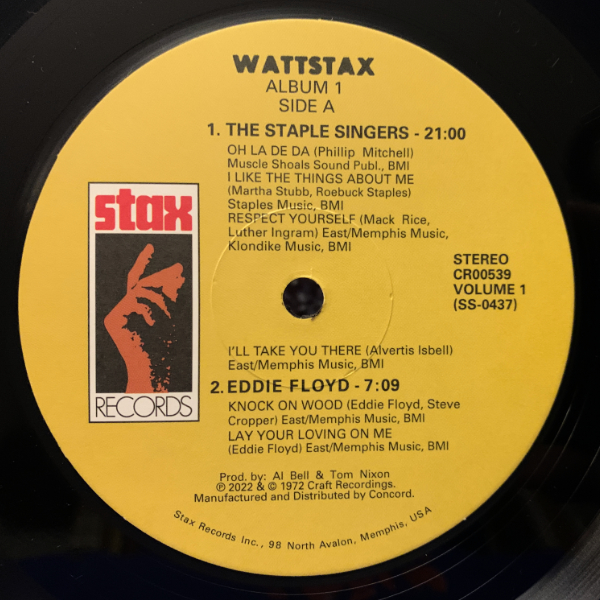 WATTSTAX
ALBUM 1
SIDE A
1. THE STAPLE SINGERS - 21:00
OH LA DE DA (Phillip Mitchell)
Muscle Shoals Sound Publ., BMI
I LIKE THE THINGS ABOUT ME
(Martha Stubb, Roebuck Staples)
Staples Music, BMI
RESPECT YOURSELF (Mack Rice,
Luther Ingram) East/Memphis Music,
Klondike Music, BMI
stax
RECORDS
STEREO
CR00539
VOLUME 1
(SS-0437)
I'LL TAKE YOU THERE (Alvertis Isbell)
East/Memphis Music, BMI
2. EDDIE FLOYD - 7:09
KNOCK ON WOOD (Eddie Floyd, Steve
Cropper) East/Memphis Music, BMI
LAY YOUR LOVING ON ME
(Eddie Floyd) East/Memphis Music, BMI
Prod. by: Al Bell & Tom Nixon
℗ 2022 & © 1972 Craft Recordings.
Manufactured and Distributed by Concord.
Stax Records Inc., 98 North Avalon, Memphis, USA